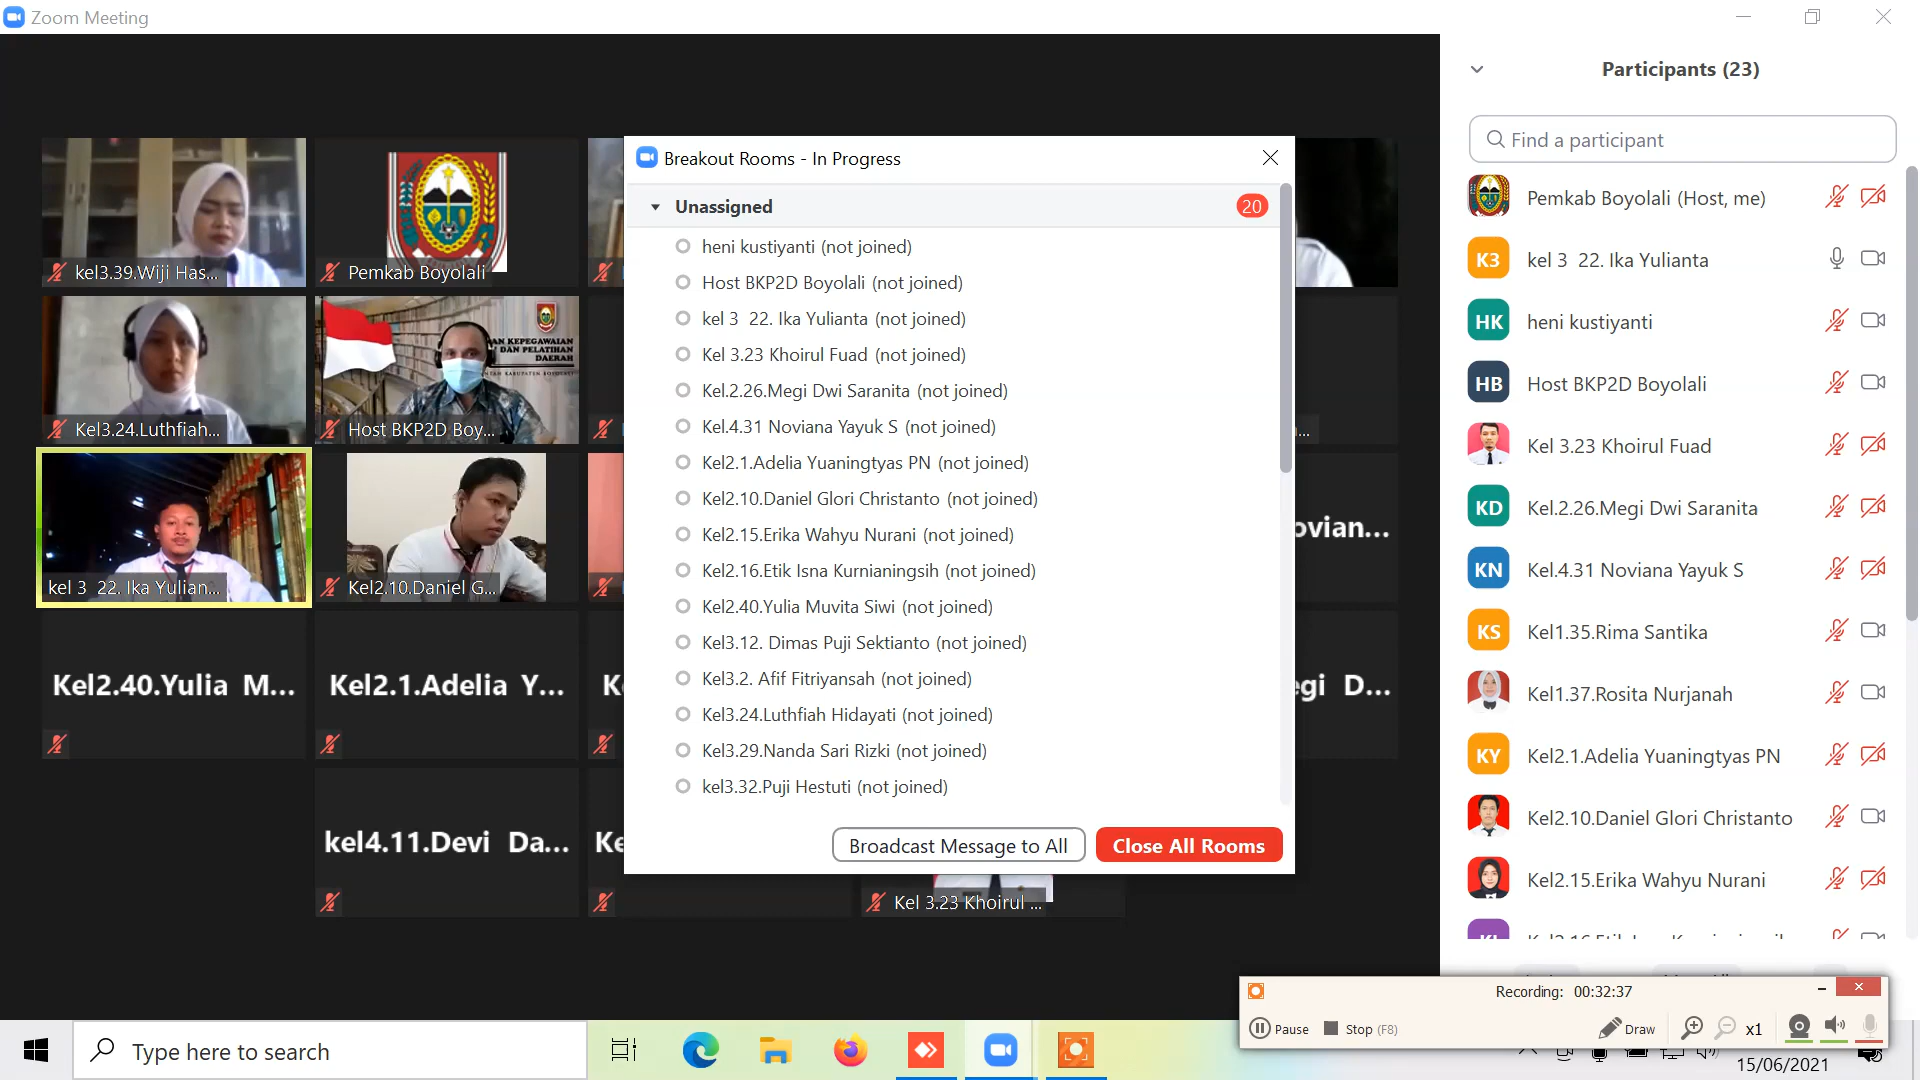 Zoom Meeting
Participants (23)
Find a participant
Pemkab Boyolali (Host, me)
K3 kel 3 22. Ika Yulianta
HK heni kustiyanti
HB Host BKP2D Boyolali
Kel 3.23 Khoirul Fuad
KD Kel.2.26.Megi Dwi Saranita
KN Kel.4.31 Noviana Yayuk S
KS Kel1.35.Rima Santika
Kel1.37.Rosita Nurjanah
KY Kel2.1.Adelia Yuaningtyas PN
Kel2.10.Daniel Glori Christanto
Kel2.15.Erika Wahyu Nurani
Breakout Rooms - In Progress
Unassigned 20
heni kustiyanti (not joined)
Host BKP2D Boyolali (not joined)
kel 3 22. Ika Yulianta (not joined)
Kel 3.23 Khoirul Fuad (not joined)
Kel.2.26.Megi Dwi Saranita (not joined)
Kel.4.31 Noviana Yayuk S (not joined)
Kel2.1.Adelia Yuaningtyas PN (not joined)
Kel2.10.Daniel Glori Christanto (not joined)
Kel2.15.Erika Wahyu Nurani (not joined)
Kel2.16.Etik Isna Kurnianingsih (not joined)
Kel2.40.Yulia Muvita Siwi (not joined)
Kel3.12. Dimas Puji Sektianto (not joined)
Kel3.2. Afif Fitriyansah (not joined)
Kel3.24.Luthfiah Hidayati (not joined)
Kel3.29.Nanda Sari Rizki (not joined)
kel3.32.Puji Hestuti (not joined)
Broadcast Message to All
Close All Rooms
kel3.39.Wiji Has...
Pemkab Boyolali
Kel3.24.Luthfiah...
AN KEPEGAWAIAN
DAN PELATIHAN
DAERAH
Host BKP2D Boy...
kel 3 22. Ika Yulian...
Kel2.10.Daniel G...
ovian...
Kel2.40.Yulia M...
Kel2.1.Adelia Y...
egi D...
kel4.11.Devi Da...
Ke
Kel 3.23 Khoirul ...
Recording: 00:32:37
Pause
Stop (F8)
Draw
x1
Type here to search
15/06/2021